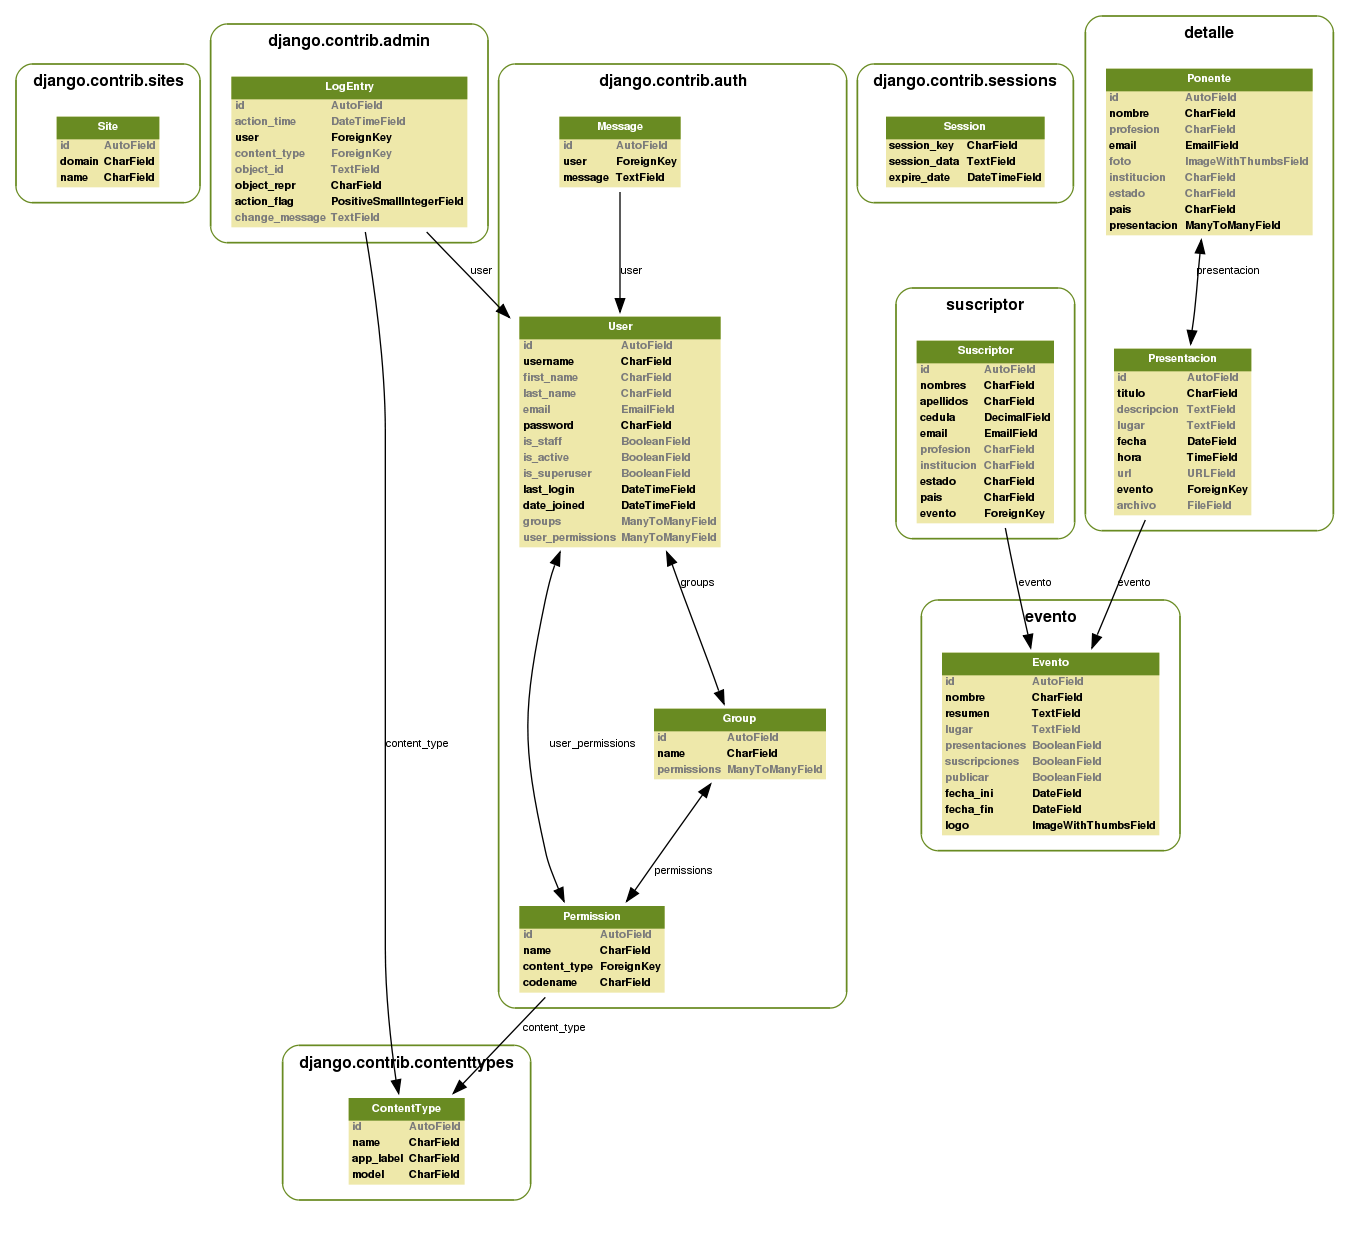 django.contrib.sites
Site
id AutoField
domain CharField
name CharField
django.contrib.admin
LogEntry
id AutoField
action_time DateTimeField
user ForeignKey
content_type ForeignKey
object_id TextField
object_repr CharField
action_flag PositiveSmallIntegerField
change_message TextField
user
content_type
django.contrib.auth
Message
id AutoField
user ForeignKey
message TextField
user
User
id AutoField
username CharField
first_name CharField
last_name CharField
email EmailField
password CharField
is_staff BooleanField
is_active BooleanField
is_superuser BooleanField
last_login DateTimeField
date_joined DateTimeField
groups ManyToManyField
user_permissions ManyToManyField
groups
user_permissions
Group
id AutoField
name CharField
permissions ManyToManyField
permissions
Permission
id AutoField
name CharField
content_type ForeignKey
codename CharField
content_type
django.contrib.contenttypes
ContentType
id AutoField
name CharField
app_label CharField
model CharField
django.contrib.sessions
Session
session_key CharField
session_data TextField
expire_date DateTimeField
suscriptor
Suscriptor
id AutoField
nombres CharField
apellidos CharField
cedula DecimalField
email EmailField
profesion CharField
institucion CharField
estado CharField
pais CharField
evento ForeignKey
evento
detalle
Ponente
id AutoField
nombre CharField
profesion CharField
email EmailField
foto ImageWithThumbsField
institucion CharField
estado CharField
pais CharField
presentacion ManyToManyField
presentacion
Presentacion
id AutoField
titulo CharField
descripcion TextField
lugar TextField
fecha DateField
hora TimeField
url URLField
evento ForeignKey
archivo FileField
evento
evento
Evento
id AutoField
nombre CharField
resumen TextField
lugar TextField
presentaciones BooleanField
suscripciones BooleanField
publicar BooleanField
fecha_ini DateField
fecha_fin DateField
logo ImageWithThumbsField